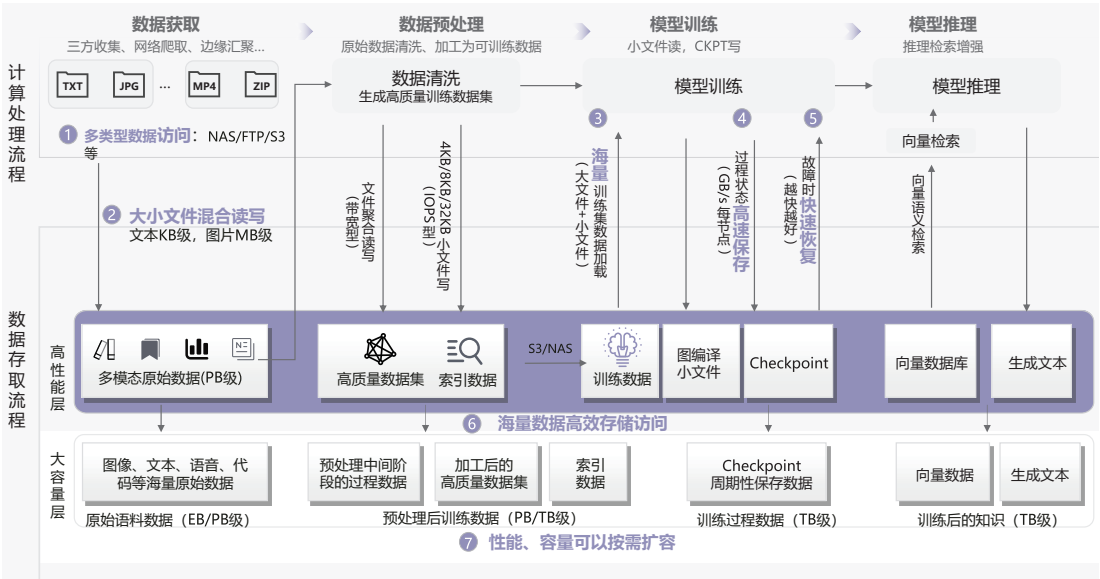 数据获取
三方收集、网络爬取、边缘汇聚...
数据预处理
原始数据清洗、加工为可训练数据
模型训练
小文件读，CKPT写
模型推理
推理检索增强
计算处理流程
TXT
JPG
...
MP4
ZIP
数据清洗
生成高质量训练数据集
模型训练
模型推理
1 多类型数据访问：NAS/FTP/S3
等
2 大小文件混合读写
文本KB级，图片MB级
文件聚合读写
（带宽型）
4KB/8KB/32KB 小文件写
（IOPS型）
3
海量 训练集数据加载
（大文件+小文件）
4
过程状态高速保存
（GB/s 每节点）
5
故障时快速恢复
（越快越好）
向量检索
向量语义检索
数据存取流程
高性能层
多模态原始数据(PB级)
高质量数据集
索引数据
S3/NAS
训练数据
图编译
小文件
Checkpoint
向量数据库
生成文本
6 海量数据高效存储访问
大容量层
图像、文本、语音、代
码等海量原始数据
预处理中间阶
段的过程数据
加工后的
高质量数据集
索引
数据
Checkpoint
周期性保存数据
向量数据
生成文本
原始语料数据（EB/PB级）
预处理后训练数据（PB/TB级）
训练过程数据（TB级）
训练后的知识（TB级）
7 性能、容量可以按需扩容